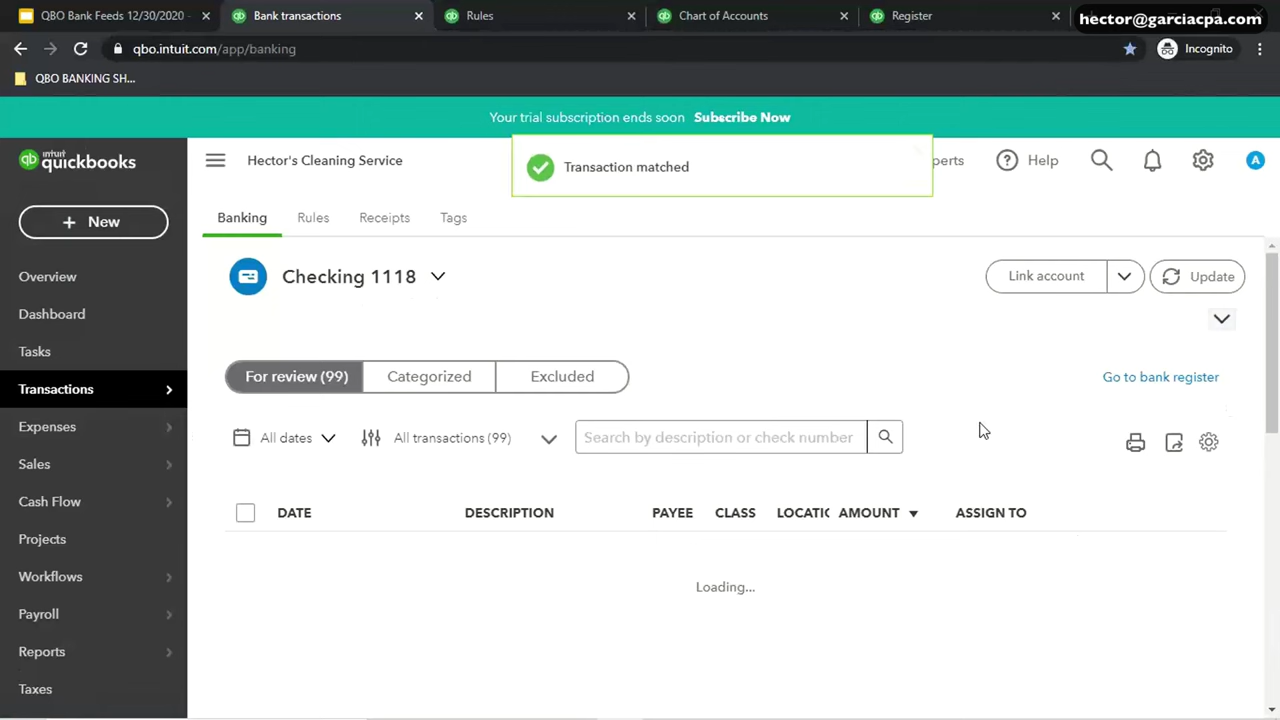 QBO Bank Feeds 12/30/2020 -
Bank transactions
Rules
Chart of Accounts
Register
hector@garciacpa.com
qbo.intuit.com/app/banking
Incognito
QBO BANKING SH...
Your trial subscription ends soon Subscribe Now
intuit
quickbooks
Hector's Cleaning Service
Transaction matched
perts
Help
A
+ New
Banking
Rules
Receipts
Tags
Overview
Dashboard
Tasks
Transactions
Expenses
Sales
Cash Flow
Projects
Workflows
Payroll
Reports
Taxes
Checking 1118
Link account
Update
For review (99)
Categorized
Excluded
Go to bank register
All dates
All transactions (99)
Search by description or check number
DATE DESCRIPTION PAYEE CLASS LOCATIC AMOUNT ASSIGN TO
Loading...